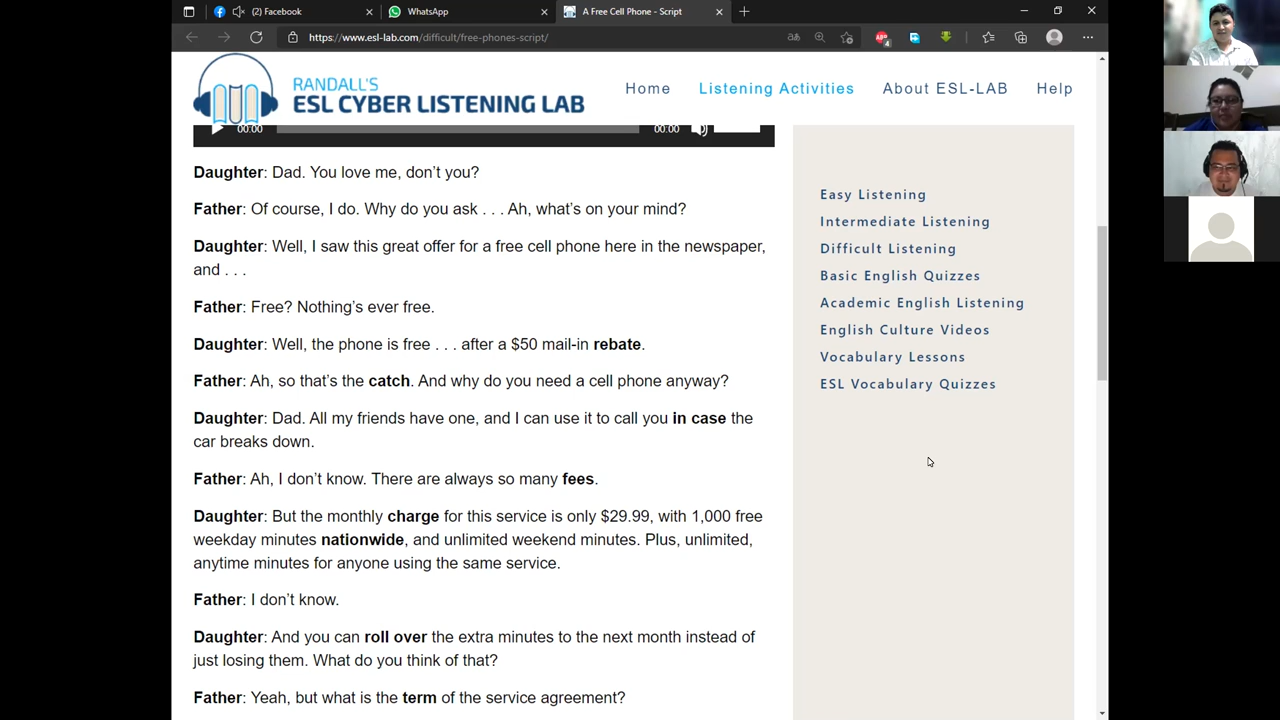 (2) Facebook
WhatsApp
A Free Cell Phone - Script
https://www.esl-lab.com/difficult/free-phones-script/
4
RANDALL'S
ESL CYBER LISTENING LAB
Home
Listening Activities
About ESL-LAB
Help
00:00
00:00
Daughter: Dad. You love me, don't you?
Father: Of course, I do. Why do you ask . . . Ah, what's on your mind?
Daughter: Well, I saw this great offer for a free cell phone here in the newspaper,
and . . .
Father: Free? Nothing's ever free.
Daughter: Well, the phone is free . . . after a $50 mail-in rebate.
Father: Ah, so that's the catch. And why do you need a cell phone anyway?
Daughter: Dad. All my friends have one, and I can use it to call you in case the
car breaks down.
Father: Ah, I don't know. There are always so many fees.
Daughter: But the monthly charge for this service is only $29.99, with 1,000 free
weekday minutes nationwide, and unlimited weekend minutes. Plus, unlimited,
anytime minutes for anyone using the same service.
Father: I don't know.
Daughter: And you can roll over the extra minutes to the next month instead of
just losing them. What do you think of that?
Father: Yeah, but what is the term of the service agreement?
Easy Listening
Intermediate Listening
Difficult Listening
Basic English Quizzes
Academic English Listening
English Culture Videos
Vocabulary Lessons
ESL Vocabulary Quizzes